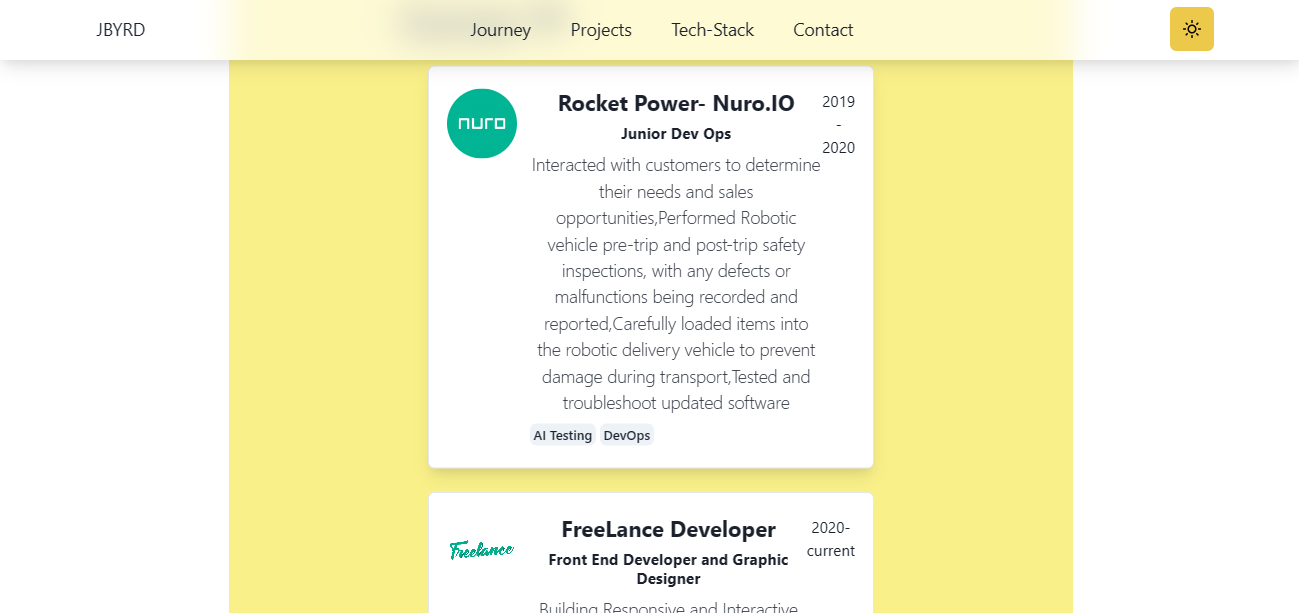 JBYRD
Journey
Projects
Tech-Stack
Contact
nuro
Rocket Power- Nuro.IO
Junior Dev Ops
2019
-
2020
Interacted with customers to determine
their needs and sales
opportunities,Performed Robotic
vehicle pre-trip and post-trip safety
inspections, with any defects or
malfunctions being recorded and
reported,Carefully loaded items into
the robotic delivery vehicle to prevent
damage during transport,Tested and
troubleshoot updated software
AI Testing
DevOps
Freelance
FreeLance Developer
Front End Developer and Graphic
Designer
2020-
current
Building Responsive and Interactive